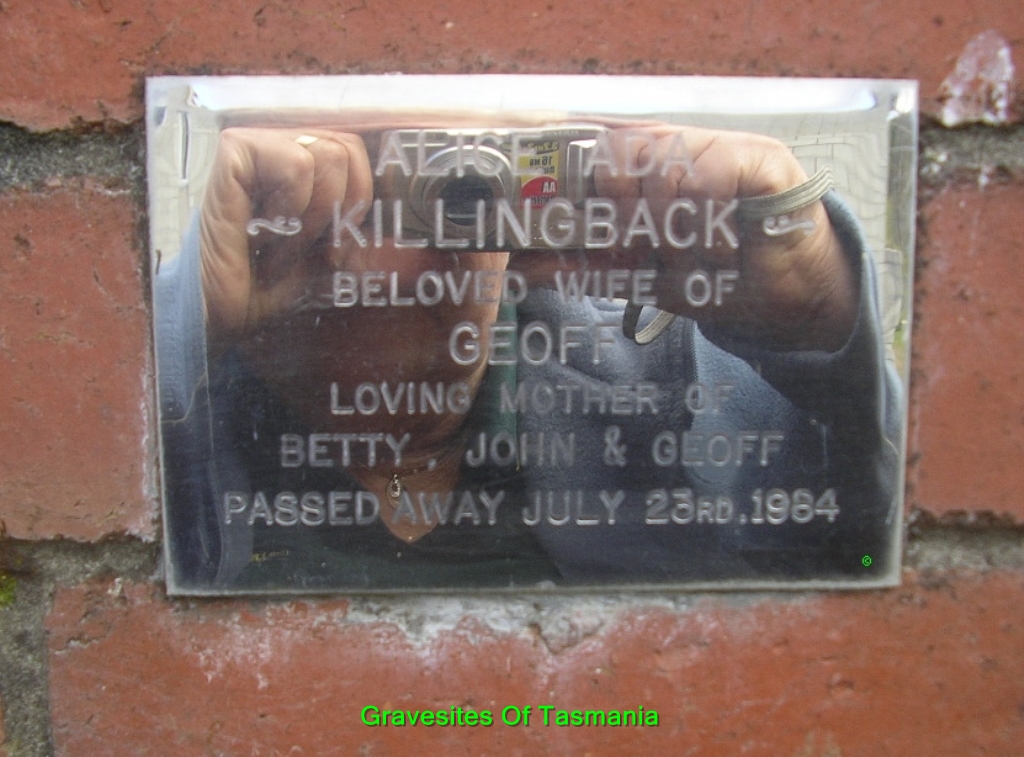 ALICE ADA
~ KILLINGBACK ~
BELOVED WIFE OF
GEOFF
LOVING MOTHER OF
BETTY, JOHN & GEOFF
PASSED AWAY JULY 23RD. 1984
©
Gravesites Of Tasmania